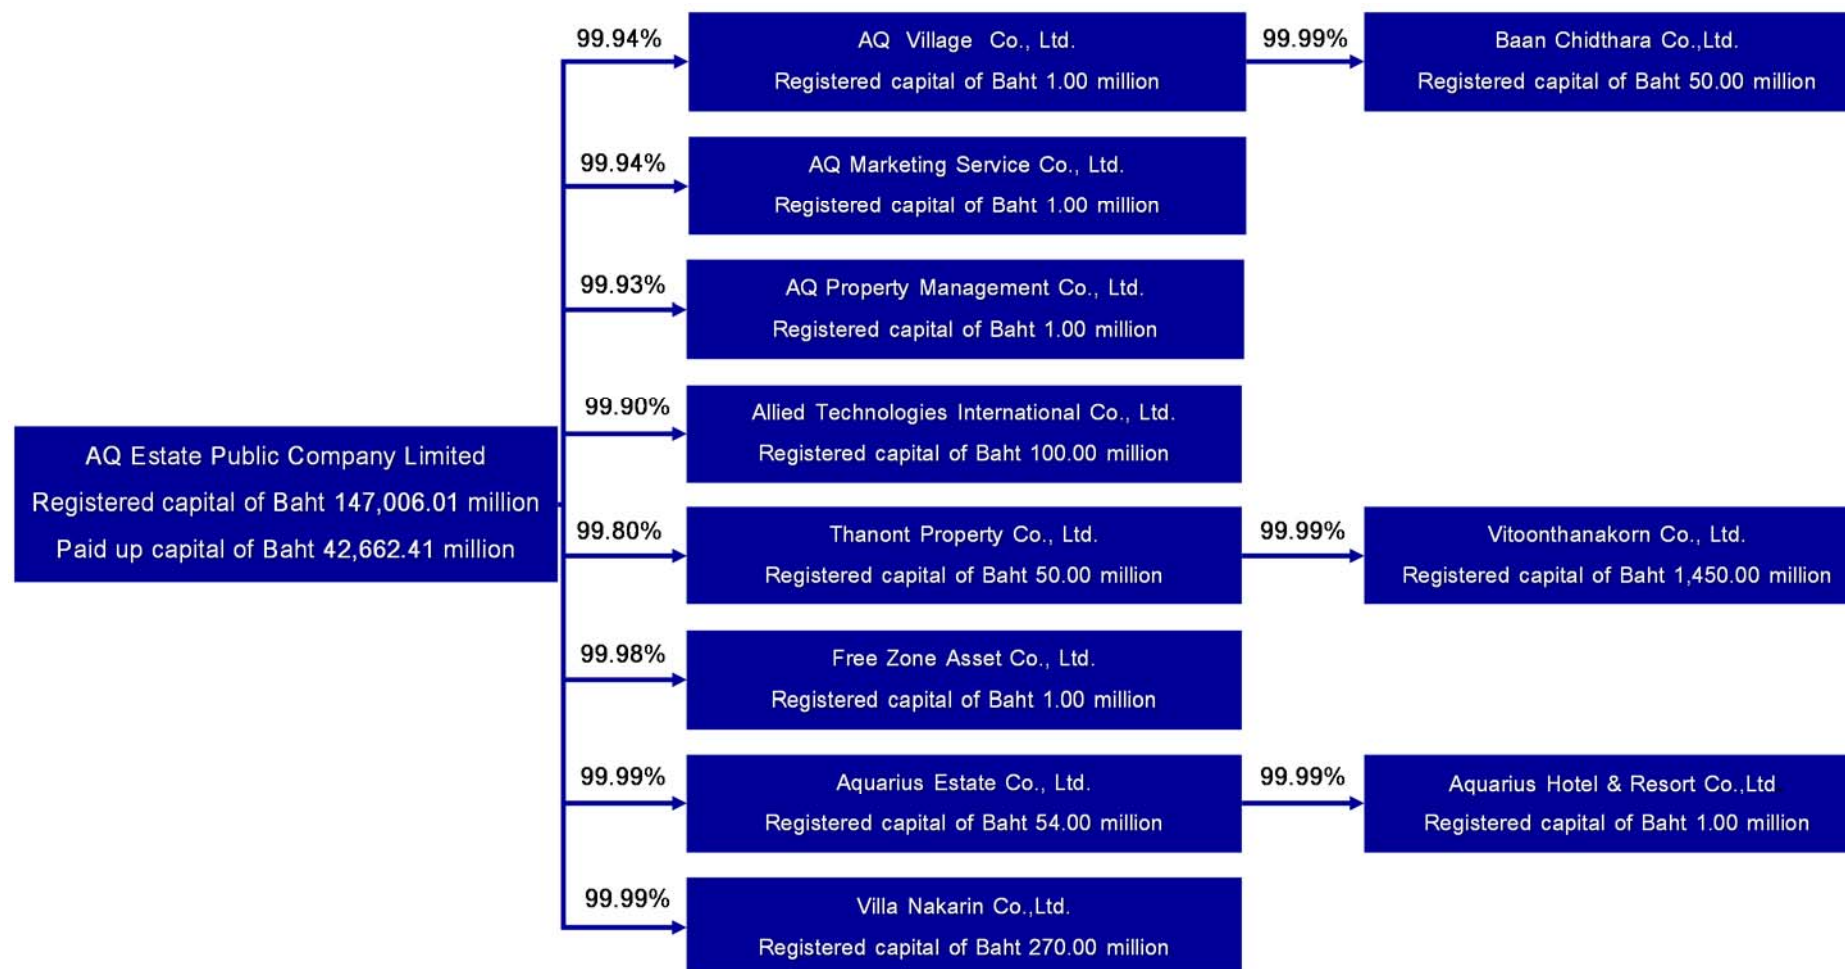 99.94%
AQ Village Co., Ltd.
Registered capital of Baht 1.00 million
99.99%
Baan Chidthara Co.,Ltd.
Registered capital of Baht 50.00 million
99.94%
AQ Marketing Service Co., Ltd.
Registered capital of Baht 1.00 million
99.93%
AQ Property Management Co., Ltd.
Registered capital of Baht 1.00 million
99.90%
Allied Technologies International Co., Ltd.
Registered capital of Baht 100.00 million
AQ Estate Public Company Limited
Registered capital of Baht 147,006.01 million
Paid up capital of Baht 42,662.41 million
99.80%
Thanont Property Co., Ltd.
Registered capital of Baht 50.00 million
99.99%
Vitoonthanakorn Co., Ltd.
Registered capital of Baht 1,450.00 million
99.98%
Free Zone Asset Co., Ltd.
Registered capital of Baht 1.00 million
99.99%
Aquarius Estate Co., Ltd.
Registered capital of Baht 54.00 million
99.99%
Aquarius Hotel & Resort Co.,Ltd.
Registered capital of Baht 1.00 million
99.99%
Villa Nakarin Co.,Ltd.
Registered capital of Baht 270.00 million